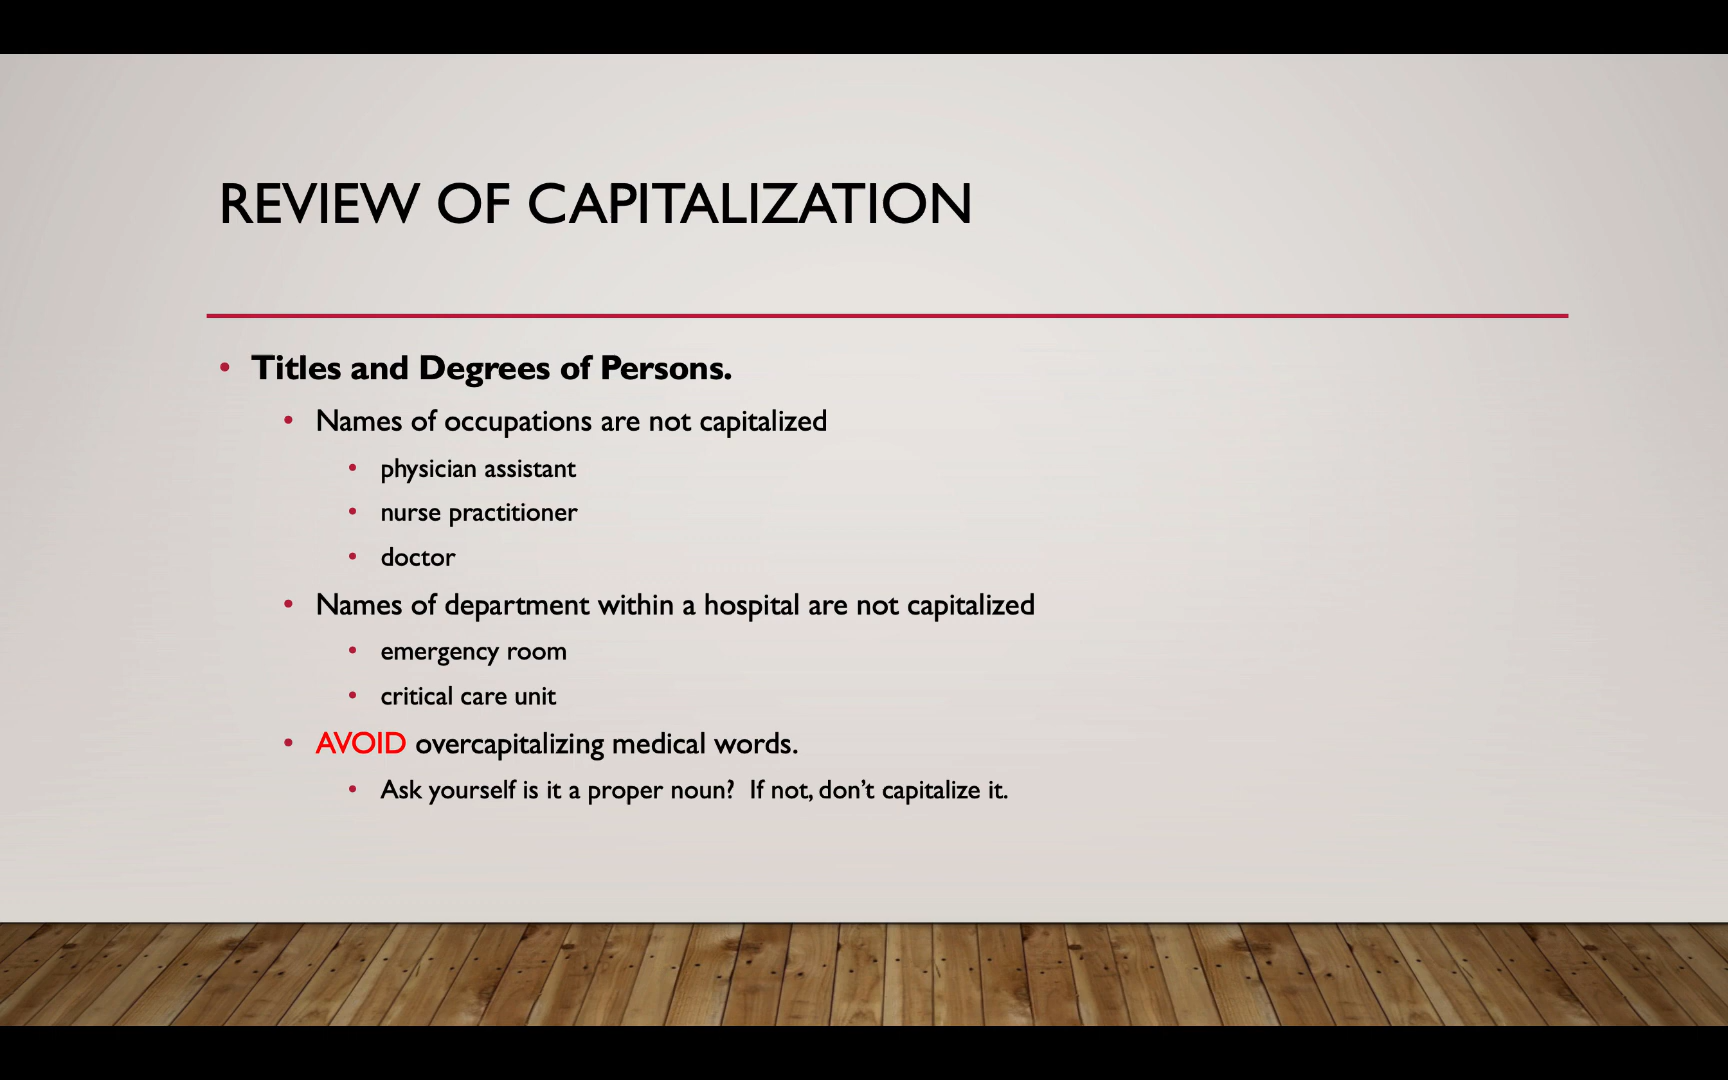 REVIEW OF CAPITALIZATION
• Titles and Degrees of Persons.
• Names of occupations are not capitalized
• physician assistant
• nurse practitioner
• doctor
• Names of department within a hospital are not capitalized
• emergency room
• critical care unit
• AVOID overcapitalizing medical words.
• Ask yourself is it a proper noun?  If not, don’t capitalize it.